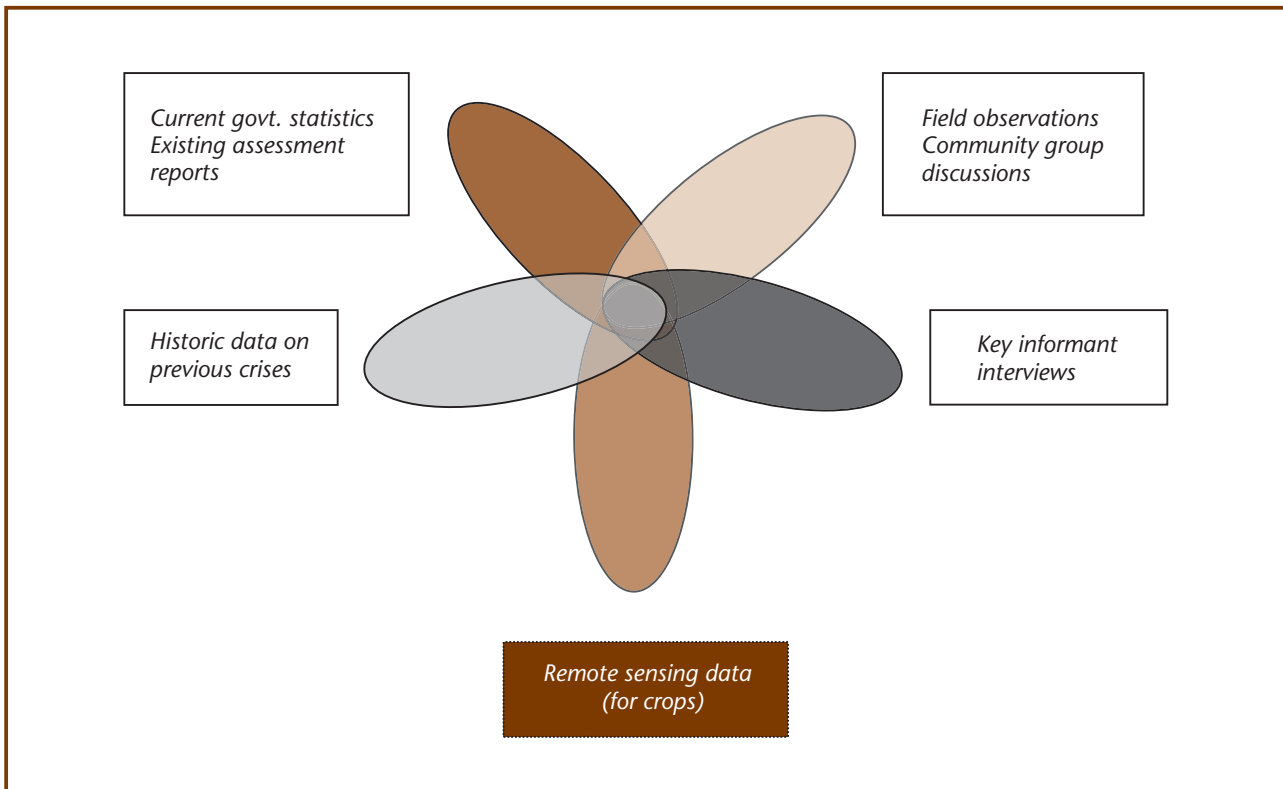 Current govt. statistics
Existing assessment
reports
Field observations
Community group
discussions
Historic data on
previous crises
Key informant
interviews
Remote sensing data
(for crops)